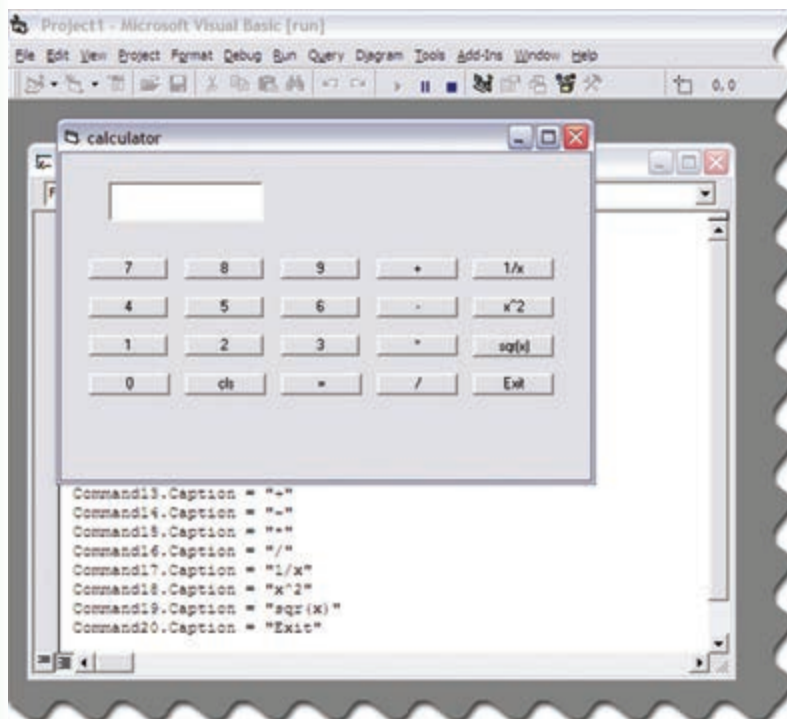 Project1 - Microsoft Visual Basic [run]
File Edit View Project Format Debug Run Query Diagram Tools Add-Ins Window Help
0, 0
calculator
F
7 8 9 + 1/x
4 5 6 - x^2
1 2 3 * sqr(x)
0 cls = / Exit
Command13.Caption = "+"
Command14.Caption = "-"
Command15.Caption = "*"
Command16.Caption = "/"
Command17.Caption = "1/x"
Command18.Caption = "x^2"
Command19.Caption = "sqr(x)"
Command20.Caption = "Exit"